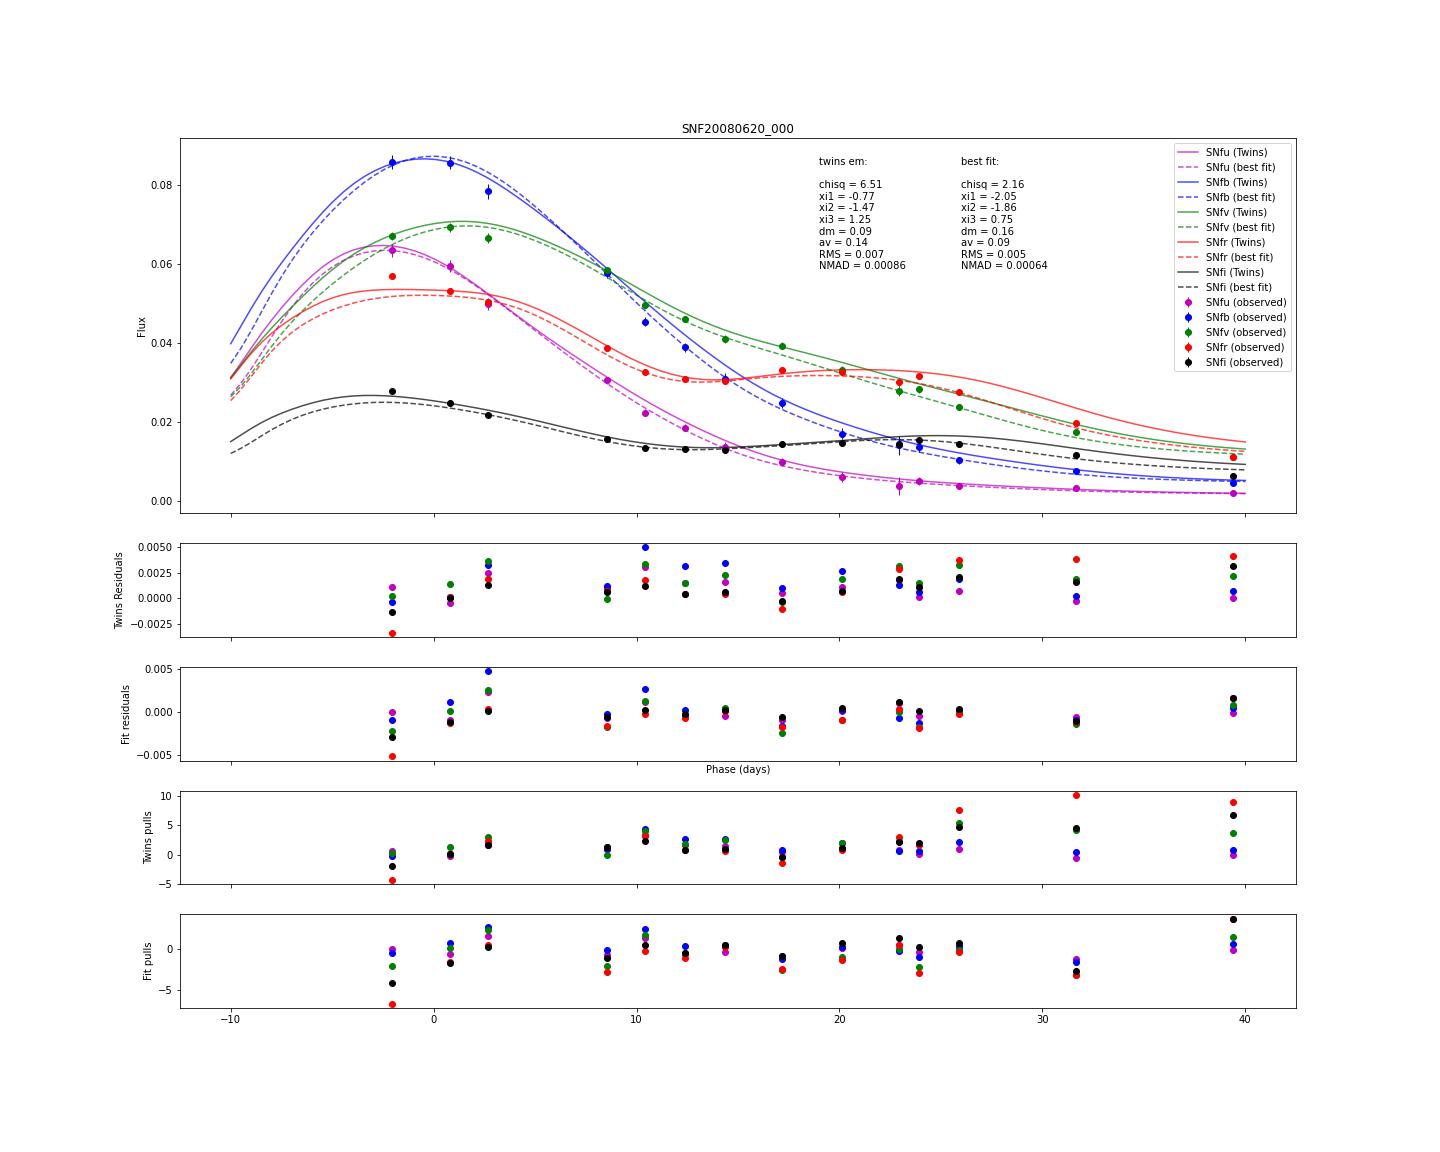 SNF20080620_000
Flux
0.08
0.06
0.04
0.02
0.00
twins em:
chisq = 6.51
xi1 = -0.77
xi2 = -1.47
xi3 = 1.25
dm = 0.09
av = 0.14
RMS = 0.007
NMAD = 0.00086
best fit:
chisq = 2.16
xi1 = -2.05
xi2 = -1.86
xi3 = 0.75
dm = 0.16
av = 0.09
RMS = 0.005
NMAD = 0.00064
SNfu (Twins)
SNfu (best fit)
SNfb (Twins)
SNfb (best fit)
SNfv (Twins)
SNfv (best fit)
SNfr (Twins)
SNfr (best fit)
SNfi (Twins)
SNfi (best fit)
SNfu (observed)
SNfb (observed)
SNfv (observed)
SNfr (observed)
SNfi (observed)
Twins Residuals
0.0050
0.0025
0.0000
−0.0025
Fit residuals
0.005
0.000
−0.005
Phase (days)
Twins pulls
10
5
0
−5
Fit pulls
0
−5
−10
0
10
20
30
40